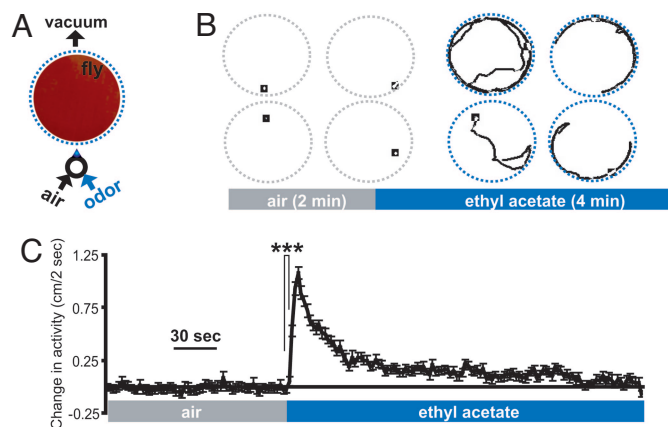 A
vacuum
fly
air
odor
B
air (2 min)
ethyl acetate (4 min)
C
Change in activity (cm/2 sec)
1.25
0.75
0.25
-0.25
***
30 sec
air
ethyl acetate